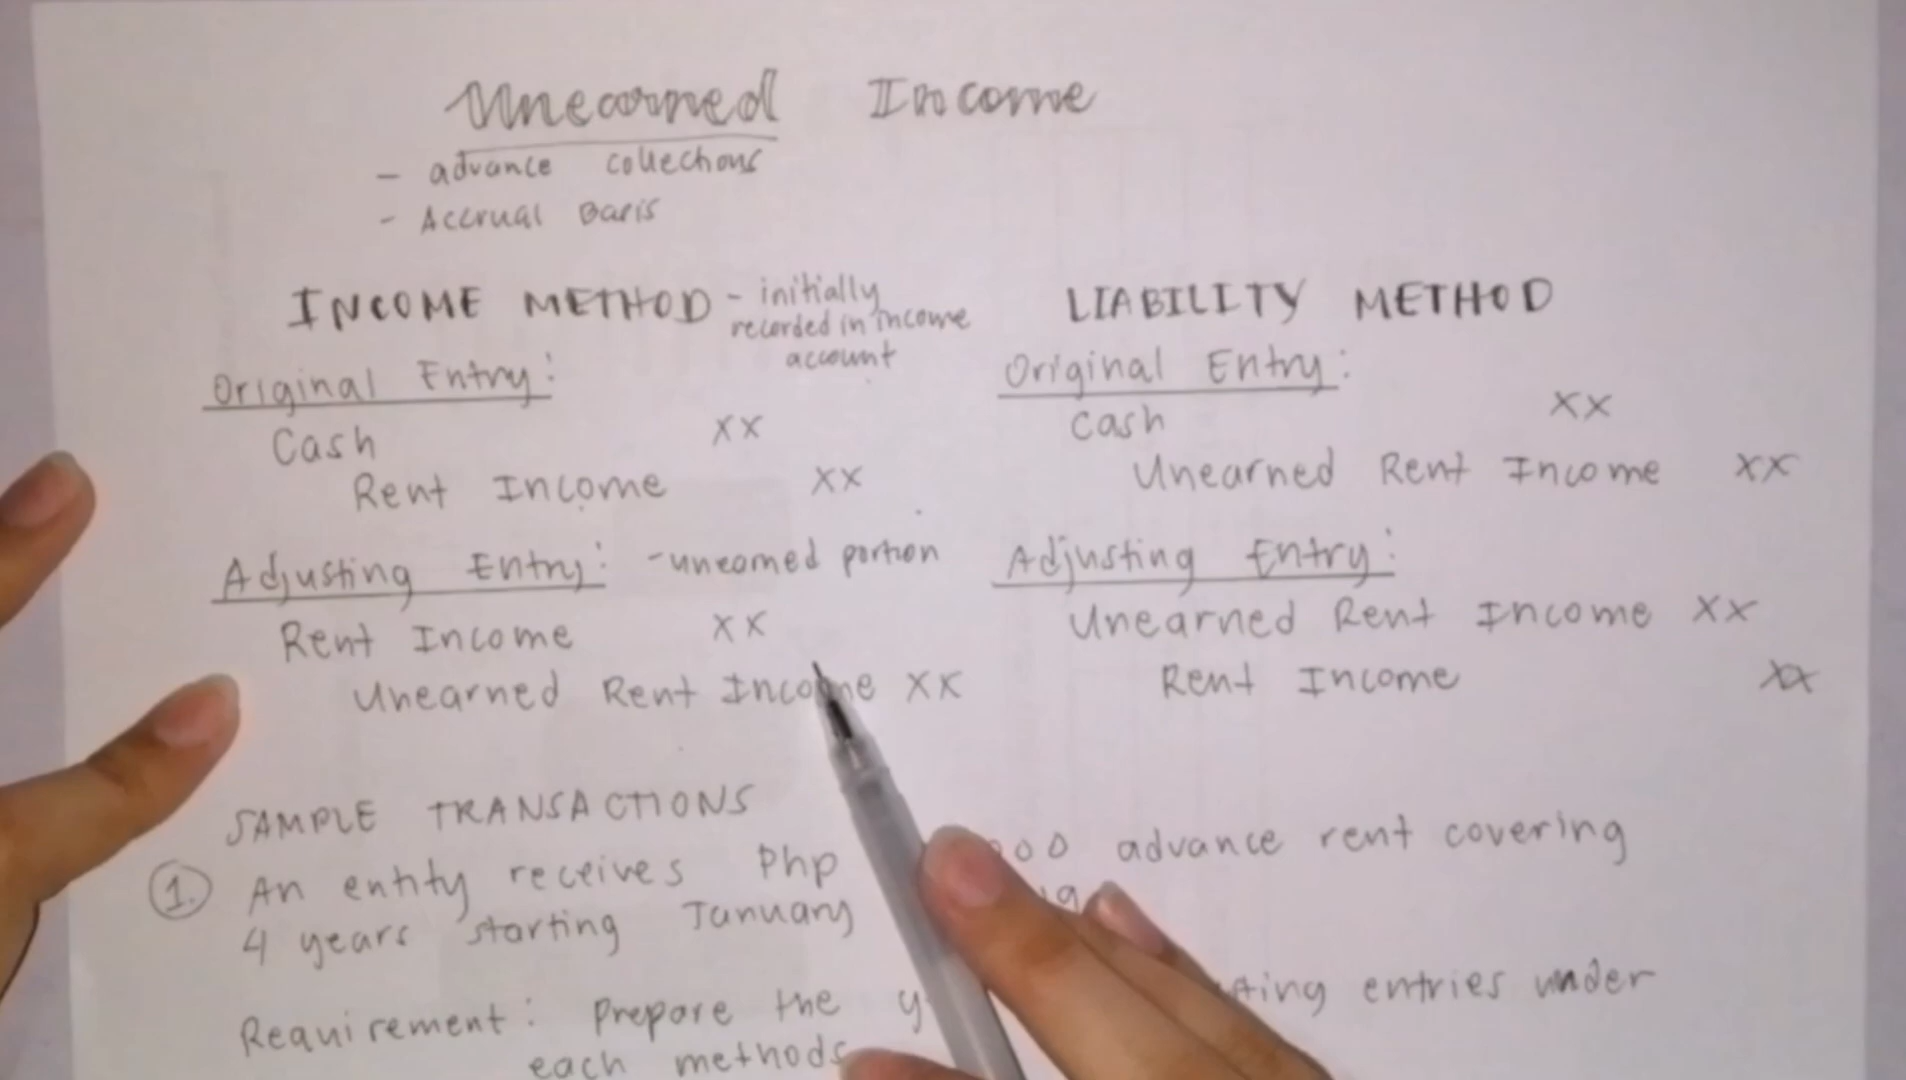 Unearned Income
- advance collections
- Accrual Basis
INCOME METHOD - initially
recorded in income
account
Original Entry:
Cash xx
Rent Income xx
Adjusting Entry: - unearned portion
Rent Income xx
Unearned Rent Income xx
LIABILITY METHOD
Original Entry:
Cash xx
Unearned Rent Income xx
Adjusting Entry:
Unearned Rent Income xx
Rent Income xx
SAMPLE TRANSACTIONS
1. An entity receives Php advance rent covering
4 years starting January
Requirement: Prepare the entries under
each methods